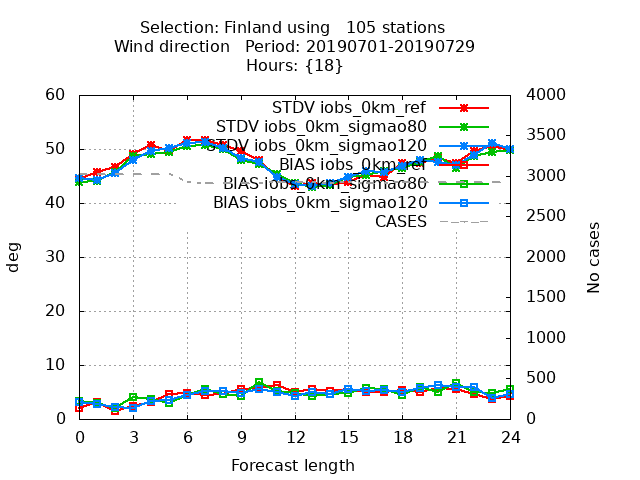 Selection: Finland using 105 stations
Wind direction Period: 20190701-20190729
Hours: {18}
STDV iobs_0km_ref
STDV iobs_0km_sigmao80
STDV iobs_0km_sigmao120
BIAS iobs_0km_ref
BIAS iobs_0km_sigmao80
BIAS iobs_0km_sigmao120
CASES
deg
60
50
40
30
20
10
0
No cases
4000
3500
3000
2500
2000
1500
1000
500
0
0 3 6 9 12 15 18 21 24
Forecast length